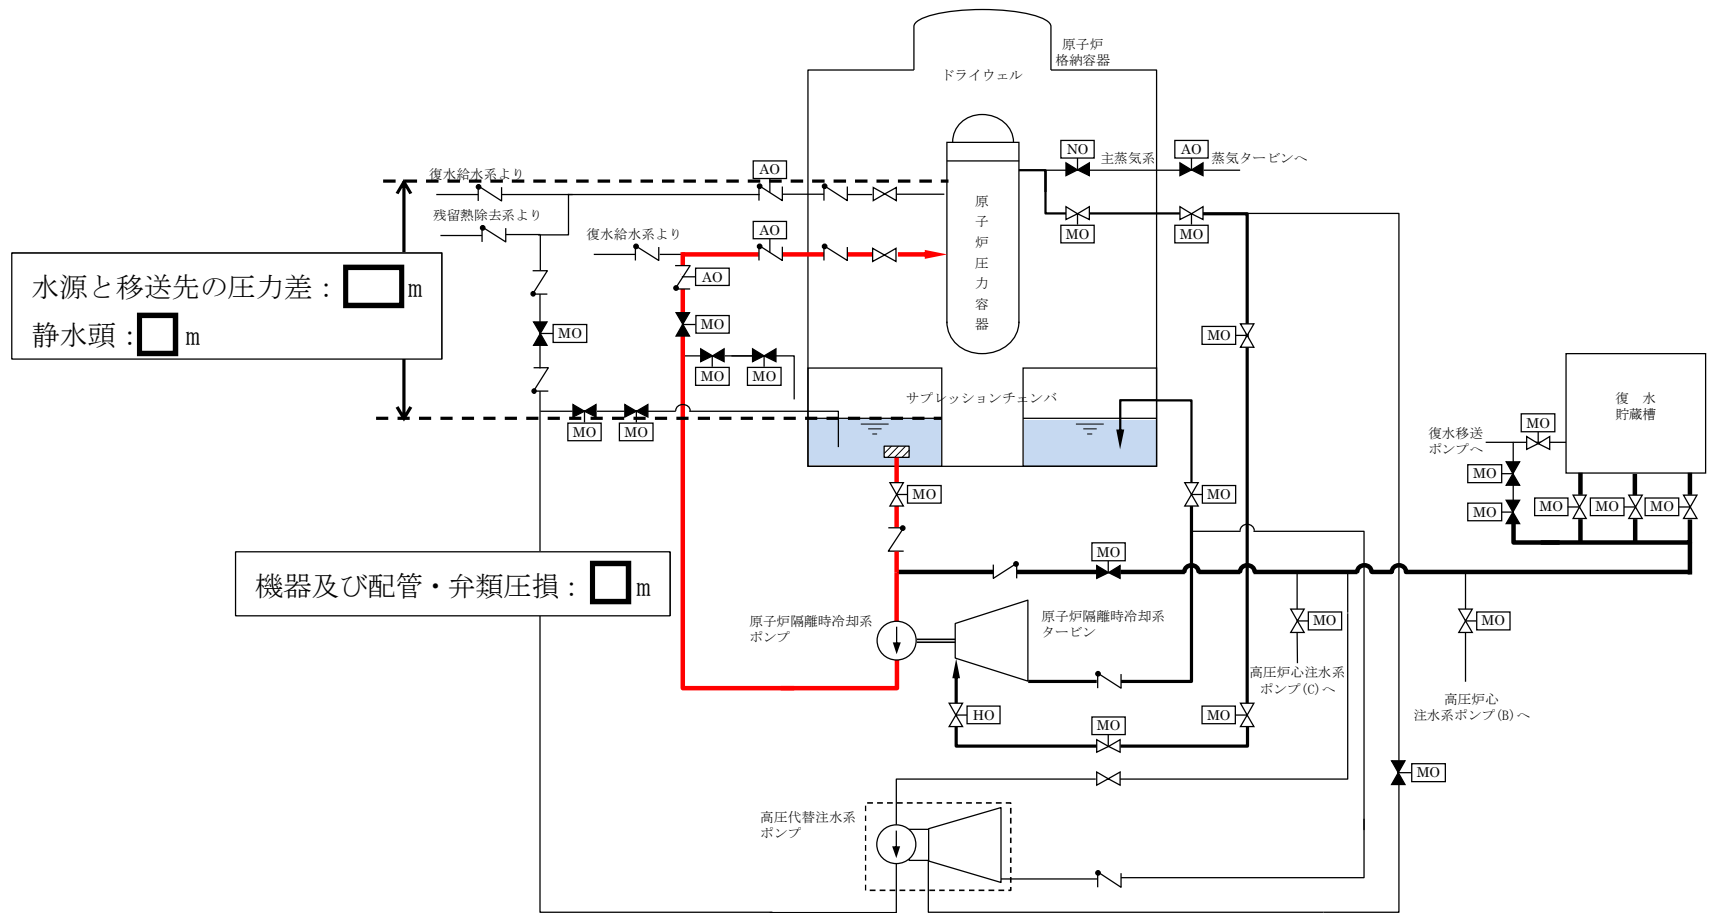 原子炉
格納容器
ドライウェル
NO
主蒸気系
AO
蒸気タービンへ
復水給水系より
AO
残留熱除去系より
復水給水系より
AO
原子炉圧力容器
MO
MO
水源と移送先の圧力差:
m
静水頭:
m
AO
MO
MO
MO
MO
MO
MO
サプレッションチェンバ
復 水
貯蔵槽
MO
MO
MO
復水移送
ポンプへ
MO
MO
MO
MO
MO
MO
MO
MO
機器及び配管・弁類圧損:
m
原子炉隔離時冷却系
ポンプ
原子炉隔離時冷却系
タービン
MO
MO
高圧炉心注水系
ポンプ(C)へ
高圧炉心
注水系ポンプ(B)へ
HO
MO
MO
MO
高圧代替注水系
ポンプ